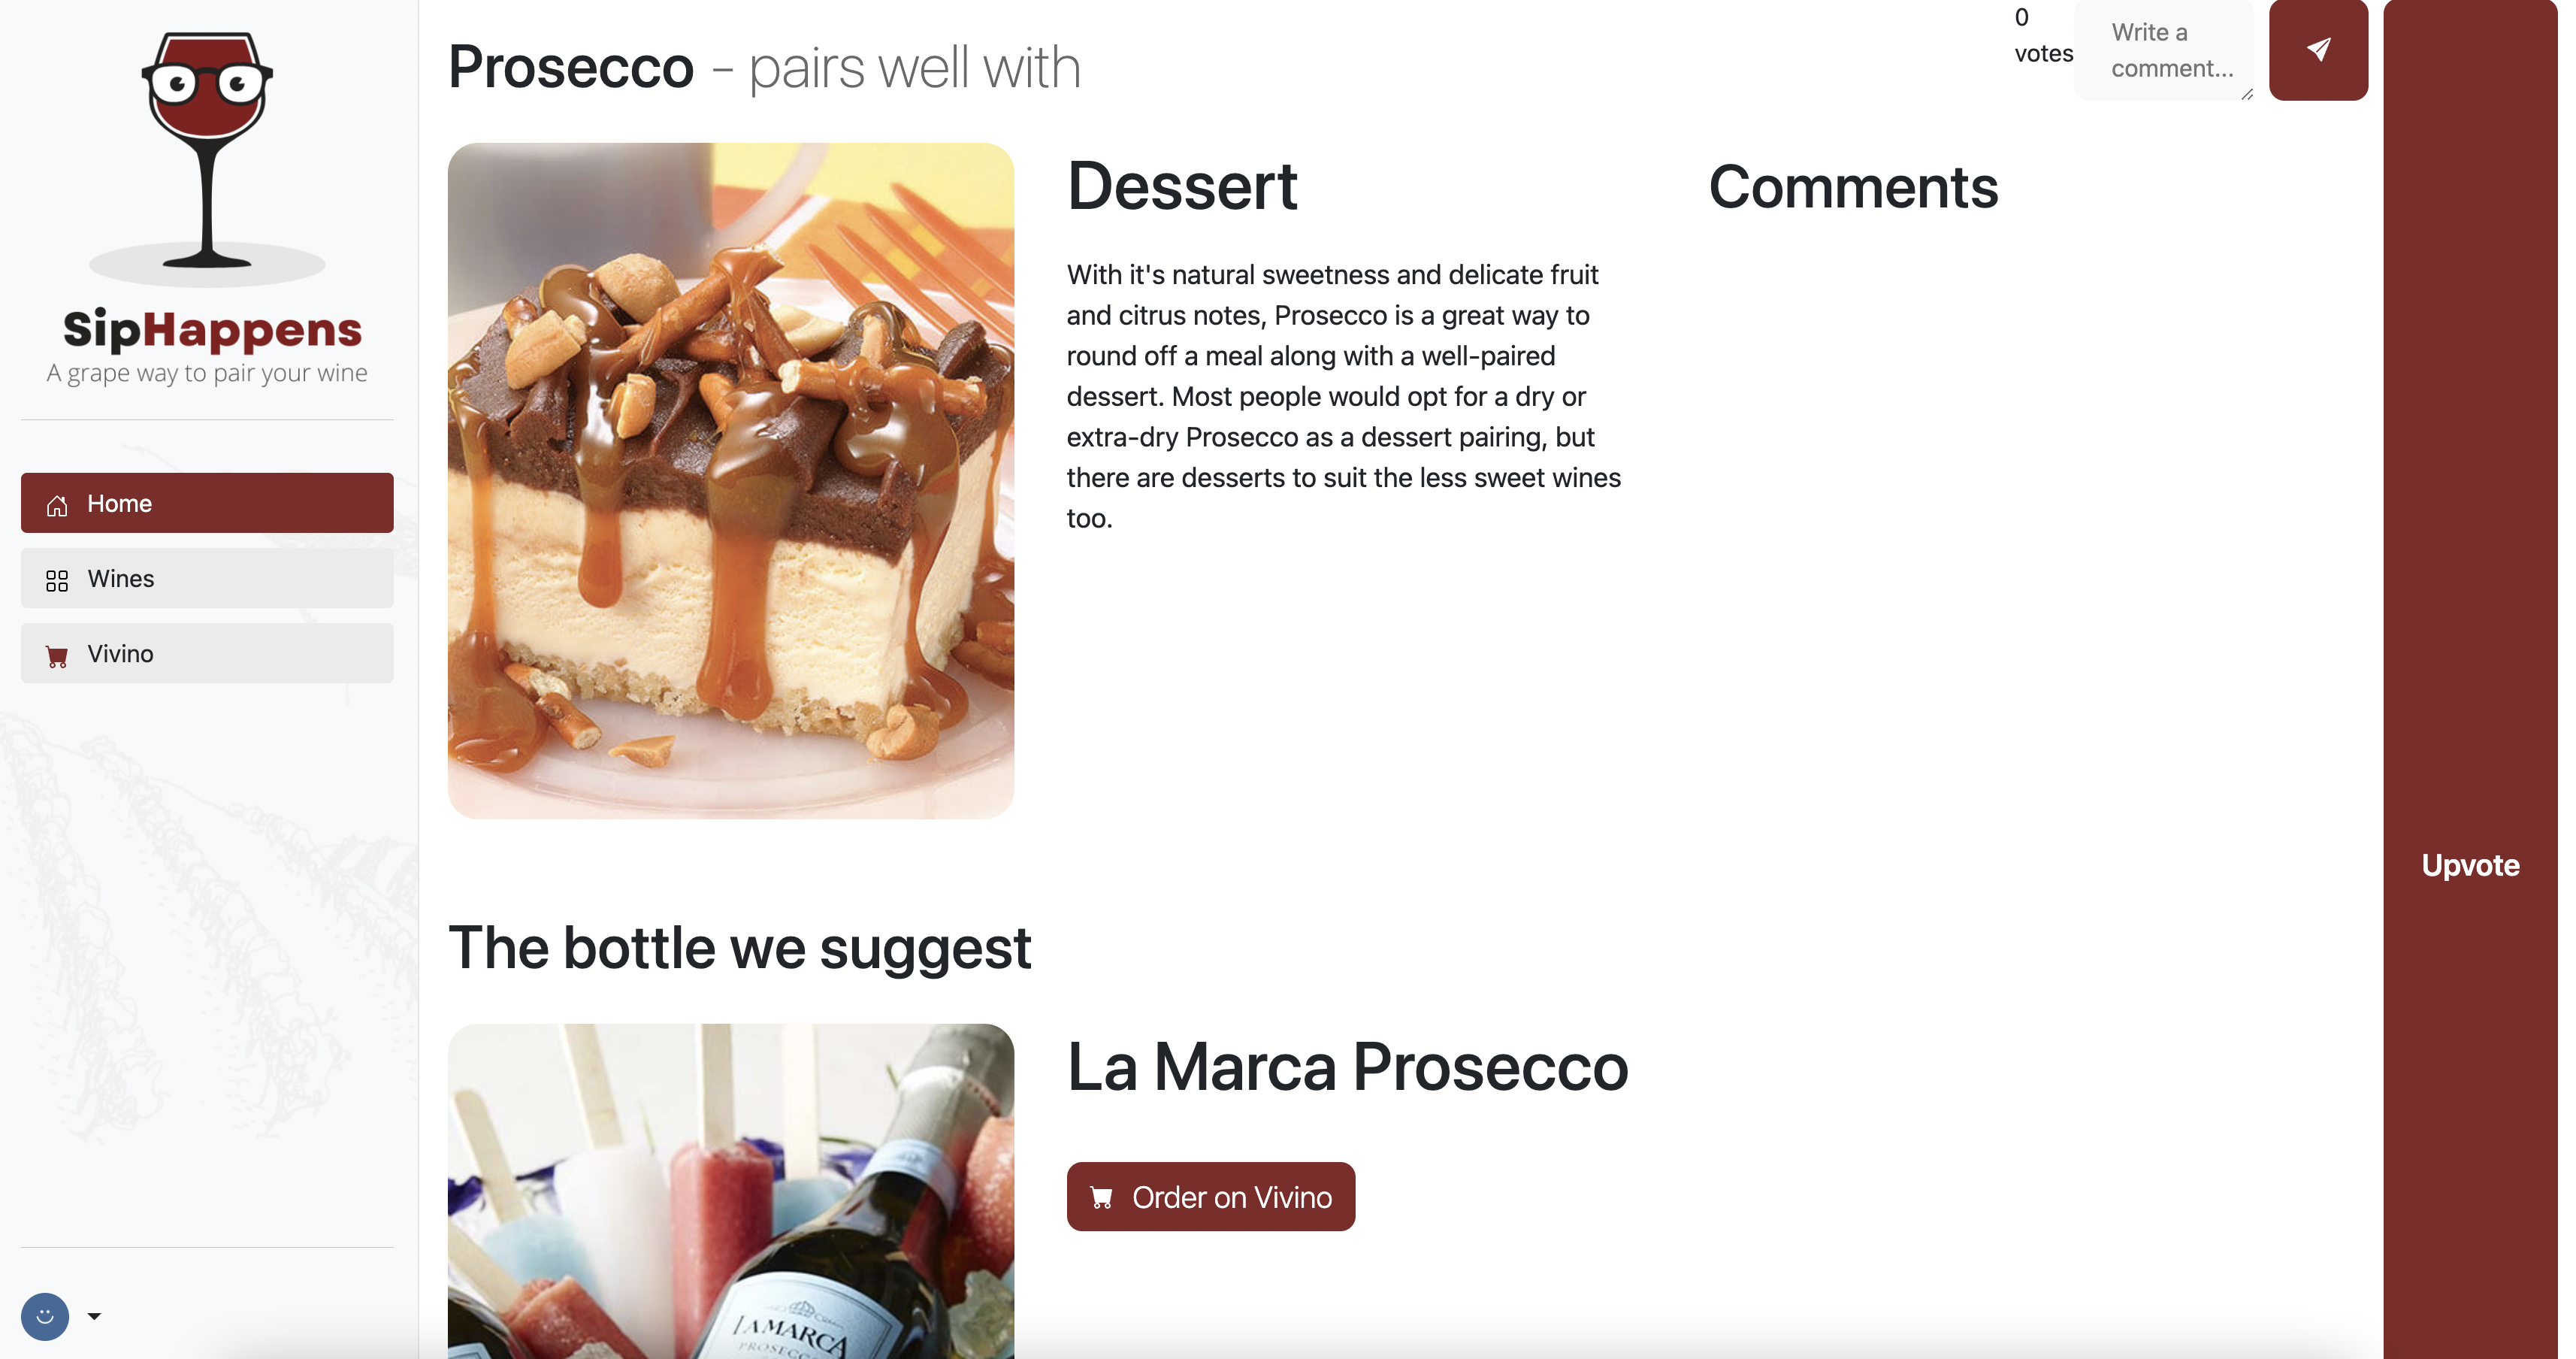 SipHappens
A grape way to pair your wine
Home
Wines
Vivino
Prosecco - pairs well with
0
votes
Write a
comment...
Dessert
With it's natural sweetness and delicate fruit
and citrus notes, Prosecco is a great way to
round off a meal along with a well-paired
dessert. Most people would opt for a dry or
extra-dry Prosecco as a dessert pairing, but
there are desserts to suit the less sweet wines
too.
Comments
Upvote
The bottle we suggest
La Marca Prosecco
Order on Vivino
LAMARCA
PROSECCO